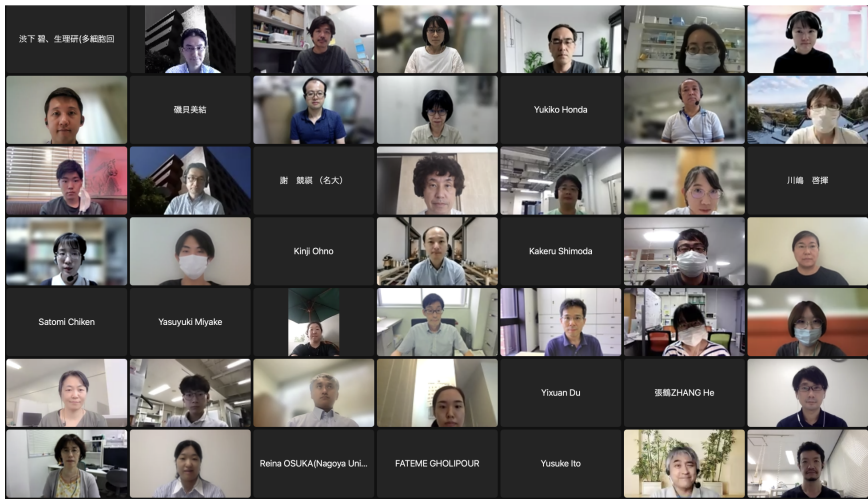 渋下 碧、生理研(多細胞回
磯貝美結
Yukiko Honda
謝 競祺 （名大）
川嶋 啓揮
Kinji Ohno
Kakeru Shimoda
Satomi Chiken
Yasuyuki Miyake
Yixuan Du
張鶴ZHANG He
Reina OSUKA(Nagoya Uni...
FATEME GHOLIPOUR
Yusuke Ito